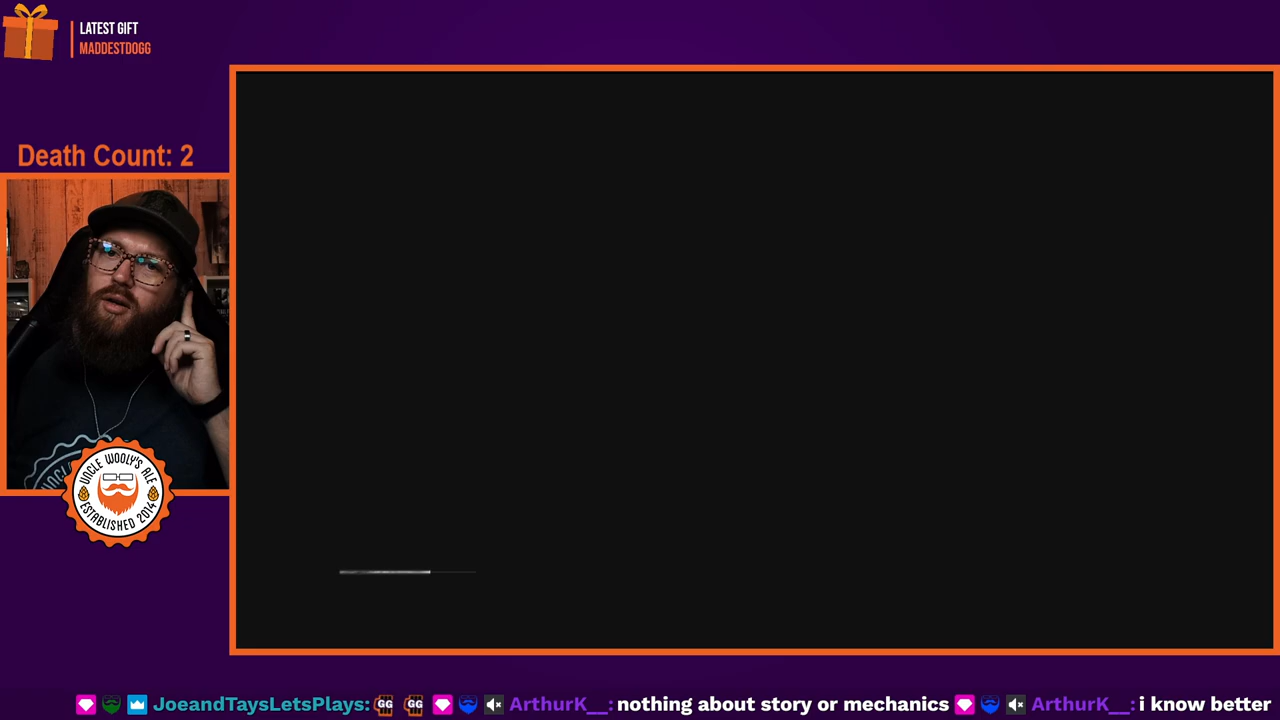 LATEST GIFT
MADDESTDOGG
Death Count: 2
UNCLE WOOLY'S ALE
ESTABLISHED 2014
JoeandTaysLetsPlays: GG GG ArthurK__: nothing about story or mechanics ArthurK__: i know better